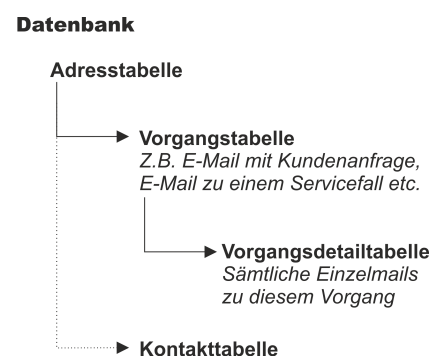 Datenbank
Adresstabelle
Vorgangstabelle
Z.B. E-Mail mit Kundenanfrage,
E-Mail zu einem Servicefall etc.
Vorgangsdetailtabelle
Sämtliche Einzelmails
zu diesem Vorgang
Kontakttabelle